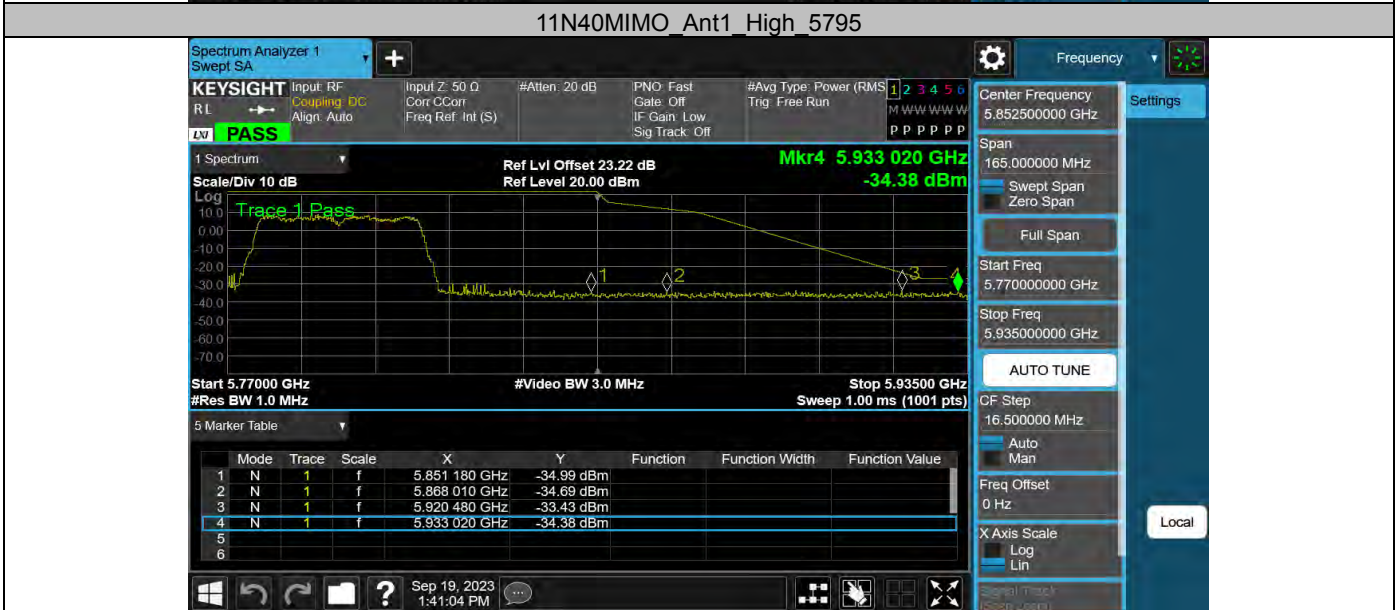 11N40MIMO_Ant1_High_5795
Spectrum Analyzer 1
Swept SA
Frequency
KEYSIGHT
RL
LXI
PASS
Input: RF
Coupling: DC
Align: Auto
Input Z: 50 Ω
Corr CCorr
Freq Ref: Int (S)
#Atten: 20 dB
PNO: Fast
Gate: Off
IF Gain: Low
Sig Track: Off
#Avg Type: Power (RMS
Trig: Free Run
1 2 3 4 5 6
M WW WW W
P P P P P P
1 Spectrum
Scale/Div 10 dB
Ref Lvl Offset 23.22 dB
Ref Level 20.00 dBm
Mkr4 5.933 020 GHz
-34.38 dBm
Log
Trace 1 Pass
10.0
0.00
-10.0
-20.0
-30.0
-40.0
-50.0
-60.0
-70.0
1
2
3
4
Start 5.77000 GHz
#Video BW 3.0 MHz
Stop 5.93500 GHz
#Res BW 1.0 MHz
Sweep 1.00 ms (1001 pts)
5 Marker Table
Mode Trace Scale X Y Function Function Width Function Value
1 N 1 f 5.851 180 GHz -34.99 dBm
2 N 1 f 5.868 010 GHz -34.69 dBm
3 N 1 f 5.920 480 GHz -33.43 dBm
4 N 1 f 5.933 020 GHz -34.38 dBm
5
6
Sep 19, 2023
1:41:04 PM
Center Frequency
5.852500000 GHz
Settings
Span
165.000000 MHz
Swept Span
Zero Span
Full Span
Start Freq
5.770000000 GHz
Stop Freq
5.935000000 GHz
AUTO TUNE
CF Step
16.500000 MHz
Auto
Man
Freq Offset
0 Hz
X Axis Scale
Log
Lin
Signal Track
Local